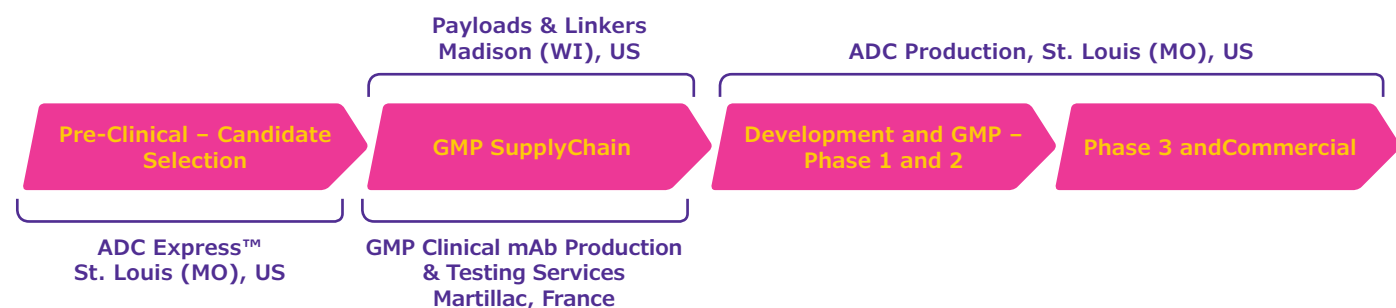 Payloads & Linkers
Madison (WI), US
ADC Production, St. Louis (MO), US
Pre-Clinical – Candidate
Selection
GMP SupplyChain
Development and GMP –
Phase 1 and 2
Phase 3 andCommercial
ADC Express™
St. Louis (MO), US
GMP Clinical mAb Production
& Testing Services
Martillac, France